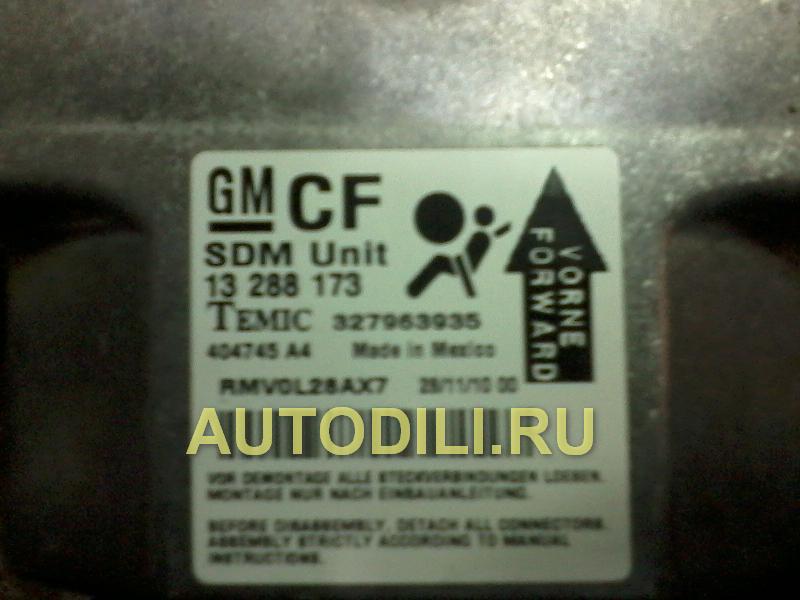 GM CF
SDM Unit
13 288 173
TEMIC 327963935
404745 A4 Made in Mexico
RMV0L28AX7 28/11/10 00
VORNE
FORWARD
AUTODILI.RU
VOR DEMONTAGE ALLE STECKVERBINDUNGEN LOESEN.
MONTAGE NUR NACH EINBAUANLEITUNG.
BEFORE DISASSEMBLY, DETACH ALL CONNECTORS.
ASSEMBLY STRICTLY ACCORDING TO MANUAL
INSTRUCTIONS.